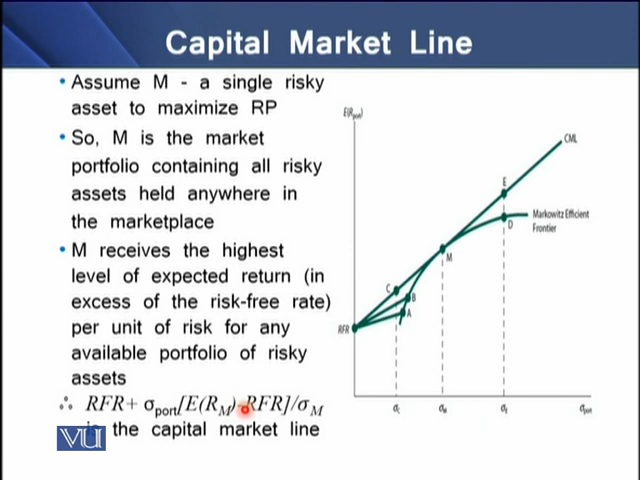 Capital Market Line
• Assume M - a single risky
asset to maximize RP
• So, M is the market
portfolio containing all risky
assets held anywhere in
the marketplace
• M receives the highest
level of expected return (in
excess of the risk-free rate)
per unit of risk for any
available portfolio of risky
assets
∴ RFR+ σport[E(RM)-RFR]/σM
is the capital market line
VU
E(Rport)
CML
E
Markowitz Efficient
Frontier
D
M
C
B
A
RFR
σM
σport